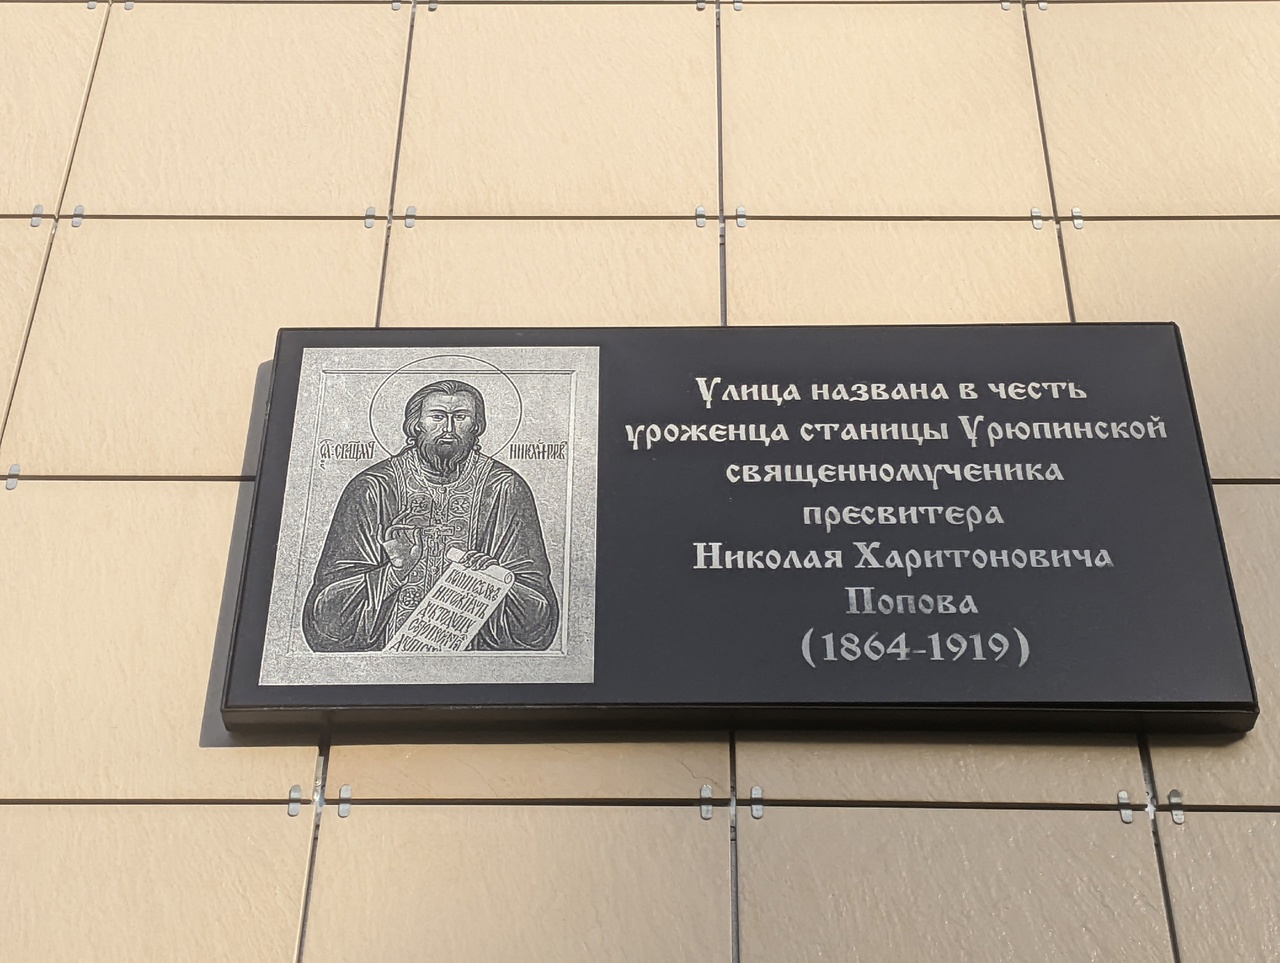 Улица названа в честь
уроженца станицы Урюпинской
священномученика
пресвитера
Николая Харитоновича
Попова
(1864-1919)